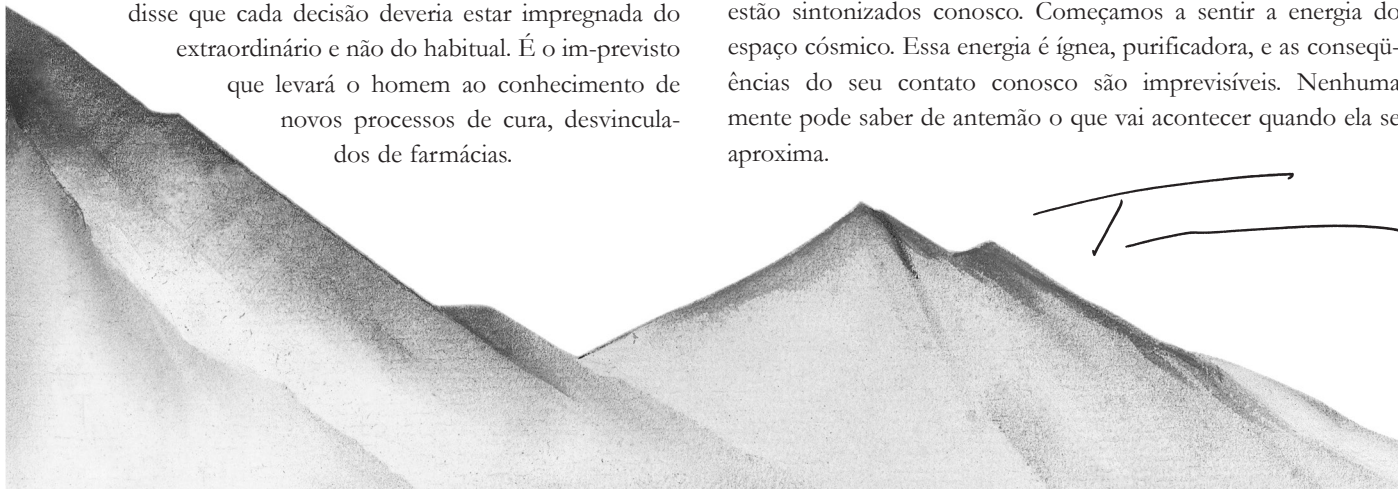 disse que cada decisão deveria estar impregnada do
extraordinário e não do habitual. É o im-previsto
que levará o homem ao conhecimento de
novos processos de cura, desvincula-
dos de farmácias.
estão sintonizados conosco. Começamos a sentir a energia do
espaço cósmico. Essa energia é ígnea, purificadora, e as conseqü-
ências do seu contato conosco são imprevisíveis. Nenhuma
mente pode saber de antemão o que vai acontecer quando ela se
aproxima.